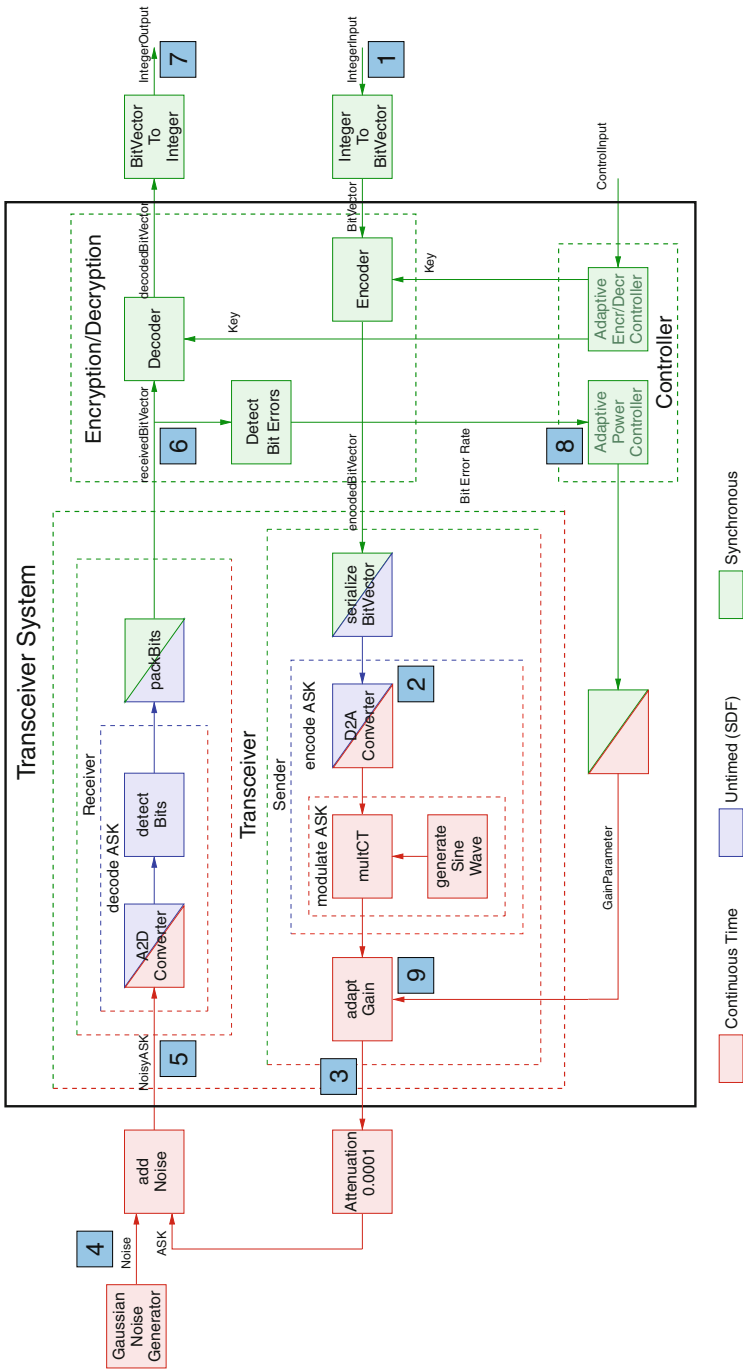 Transceiver System
Gaussian
Noise
Generator
4
Noise
ASK
add
Noise
NoisyASK
5
Receiver
decode ASK
A2D
Converter
detect
Bits
packBits
receivedBitVector
6
Encryption/Decryption
Decoder
decodedBitVector
BitVector
To
Integer
IntegerOutput
7
Detect
Bit Errors
Key
Transceiver
Sender
Attenuation
0.0001
3
adapt
Gain
9
modulate ASK
multCT
generate
Sine
Wave
encode ASK
D2A
Converter
2
serialize
BitVector
encodedBitVector
Encoder
BitVector
Integer
To
BitVector
IntegerInput
1
Key
Bit Error Rate
8
Adaptive
Power
Controller
Adaptive
Encr/Decr
Controller
ControlInput
Controller
GainParameter
Continuous Time
Untimed (SDF)
Synchronous